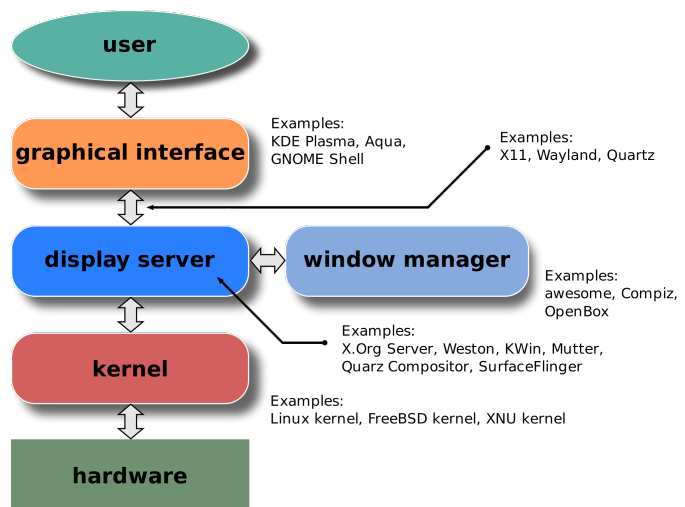 user
graphical interface
Examples:
KDE Plasma, Aqua,
GNOME Shell
Examples:
X11, Wayland, Quartz
display server
window manager
Examples:
awesome, Compiz,
OpenBox
Examples:
X.Org Server, Weston, KWin, Mutter,
Quarz Compositor, SurfaceFlinger
kernel
Examples:
Linux kernel, FreeBSD kernel, XNU kernel
hardware